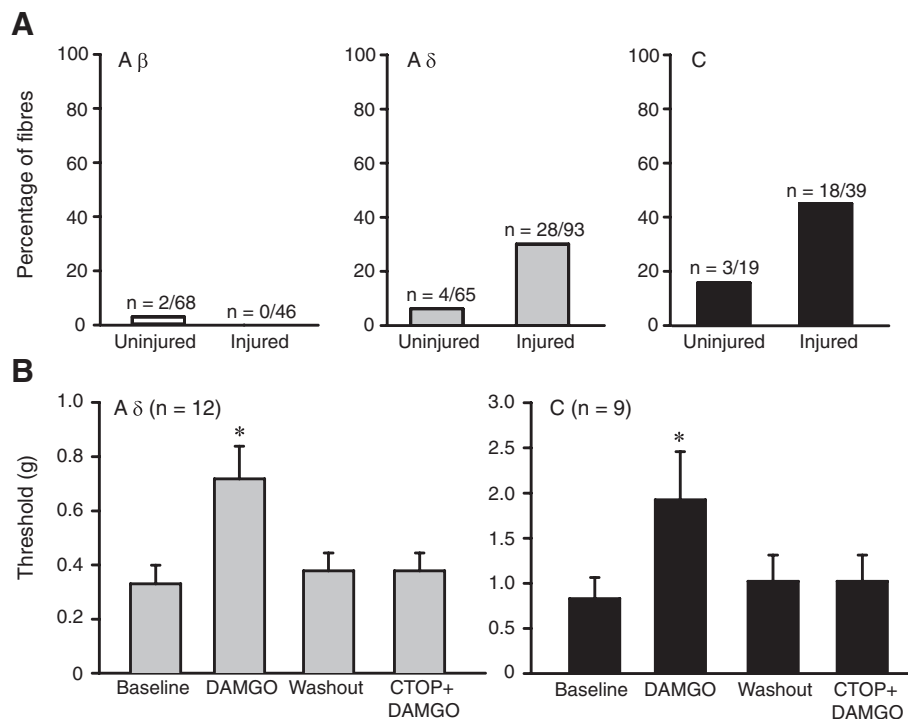 A
Percentage of fibres
A β
100
80
60
40
20
0
n = 2/68
n = 0/46
Uninjured
Injured
A δ
100
80
60
40
20
0
n = 4/65
n = 28/93
Uninjured
Injured
C
100
80
60
40
20
0
n = 3/19
n = 18/39
Uninjured
Injured
B
Threshold (g)
A δ (n = 12)
1.0
0.8
0.6
0.4
0.2
0
*
Baseline
DAMGO
Washout
CTOP+
DAMGO
C (n = 9)
3.0
2.5
2.0
1.5
1.0
0.5
0
*
Baseline
DAMGO
Washout
CTOP+
DAMGO